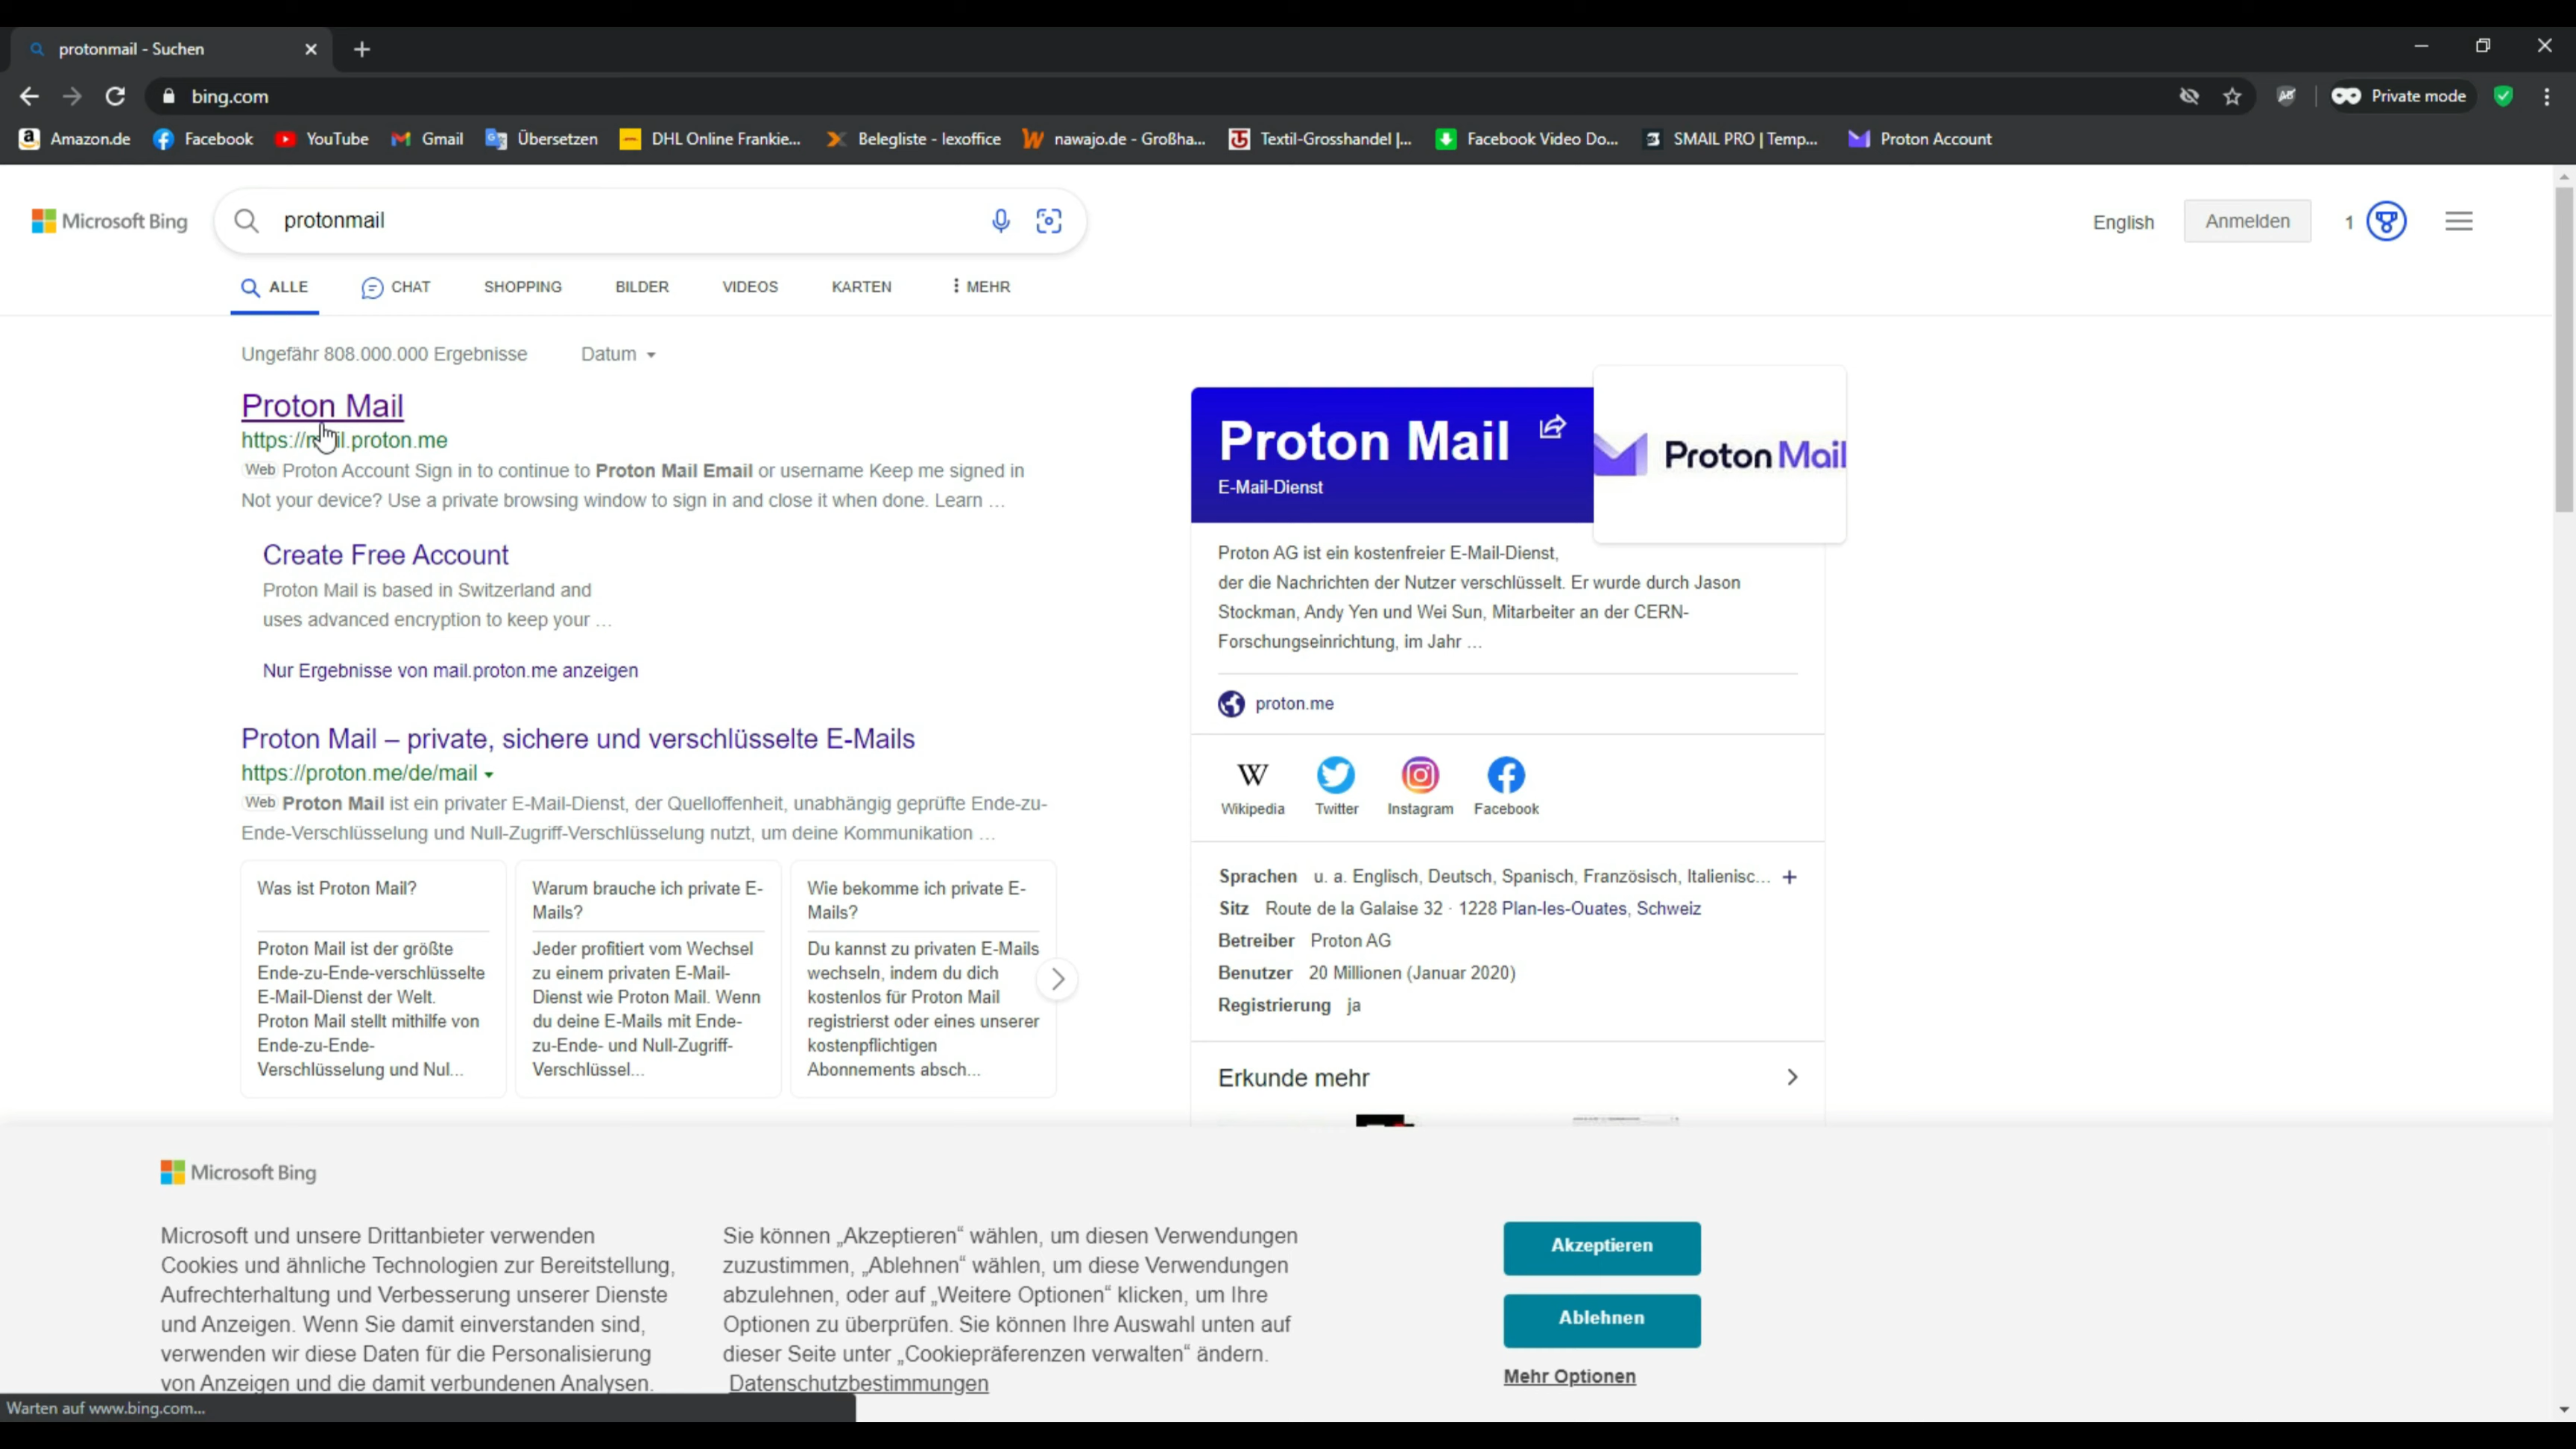 protonmail - Suchen
bing.com
Private mode
Amazon.de Facebook YouTube Gmail Übersetzen DHL Online Frankie... Belegliste - lexoffice nawajo.de - Großha... Textil-Grosshandel |... Facebook Video Do... SMAIL PRO | Temp... Proton Account
Microsoft Bing
protonmail
English
Anmelden
1
ALLE CHAT SHOPPING BILDER VIDEOS KARTEN MEHR
Ungefähr 808.000.000 Ergebnisse Datum
Proton Mail
https://mail.proton.me
Web Proton Account Sign in to continue to Proton Mail Email or username Keep me signed in
Not your device? Use a private browsing window to sign in and close it when done. Learn ...
Create Free Account
Proton Mail is based in Switzerland and
uses advanced encryption to keep your ...
Nur Ergebnisse von mail.proton.me anzeigen
Proton Mail – private, sichere und verschlüsselte E-Mails
https://proton.me/de/mail
Web Proton Mail ist ein privater E-Mail-Dienst, der Quelloffenheit, unabhängig geprüfte Ende-zu-
Ende-Verschlüsselung und Null-Zugriff-Verschlüsselung nutzt, um deine Kommunikation ...
Was ist Proton Mail?
Proton Mail ist der größte
Ende-zu-Ende-verschlüsselte
E-Mail-Dienst der Welt.
Proton Mail stellt mithilfe von
Ende-zu-Ende-
Verschlüsselung und Nul...
Warum brauche ich private E-
Mails?
Jeder profitiert vom Wechsel
zu einem privaten E-Mail-
Dienst wie Proton Mail. Wenn
du deine E-Mails mit Ende-
zu-Ende- und Null-Zugriff-
Verschlüssel...
Wie bekomme ich private E-
Mails?
Du kannst zu privaten E-Mails
wechseln, indem du dich
kostenlos für Proton Mail
registrierst oder eines unserer
kostenpflichtigen
Abonnements absch...
Proton Mail
E-Mail-Dienst
Proton Mail
Proton AG ist ein kostenfreier E-Mail-Dienst,
der die Nachrichten der Nutzer verschlüsselt. Er wurde durch Jason
Stockman, Andy Yen und Wei Sun, Mitarbeiter an der CERN-
Forschungseinrichtung, im Jahr ...
proton.me
W
Wikipedia Twitter Instagram Facebook
Sprachen u. a. Englisch, Deutsch, Spanisch, Französisch, Italienisc... +
Sitz Route de la Galaise 32 · 1228 Plan-les-Ouates, Schweiz
Betreiber Proton AG
Benutzer 20 Millionen (Januar 2020)
Registrierung ja
Erkunde mehr
Microsoft Bing
Microsoft und unsere Drittanbieter verwenden
Cookies und ähnliche Technologien zur Bereitstellung,
Aufrechterhaltung und Verbesserung unserer Dienste
und Anzeigen. Wenn Sie damit einverstanden sind,
verwenden wir diese Daten für die Personalisierung
von Anzeigen und die damit verbundenen Analysen.
Sie können „Akzeptieren“ wählen, um diesen Verwendungen
zuzustimmen, „Ablehnen“ wählen, um diese Verwendungen
abzulehnen, oder auf „Weitere Optionen“ klicken, um Ihre
Optionen zu überprüfen. Sie können Ihre Auswahl unten auf
dieser Seite unter „Cookiepräferenzen verwalten“ ändern.
Datenschutzbestimmungen
Akzeptieren
Ablehnen
Mehr Optionen
Warten auf www.bing.com...